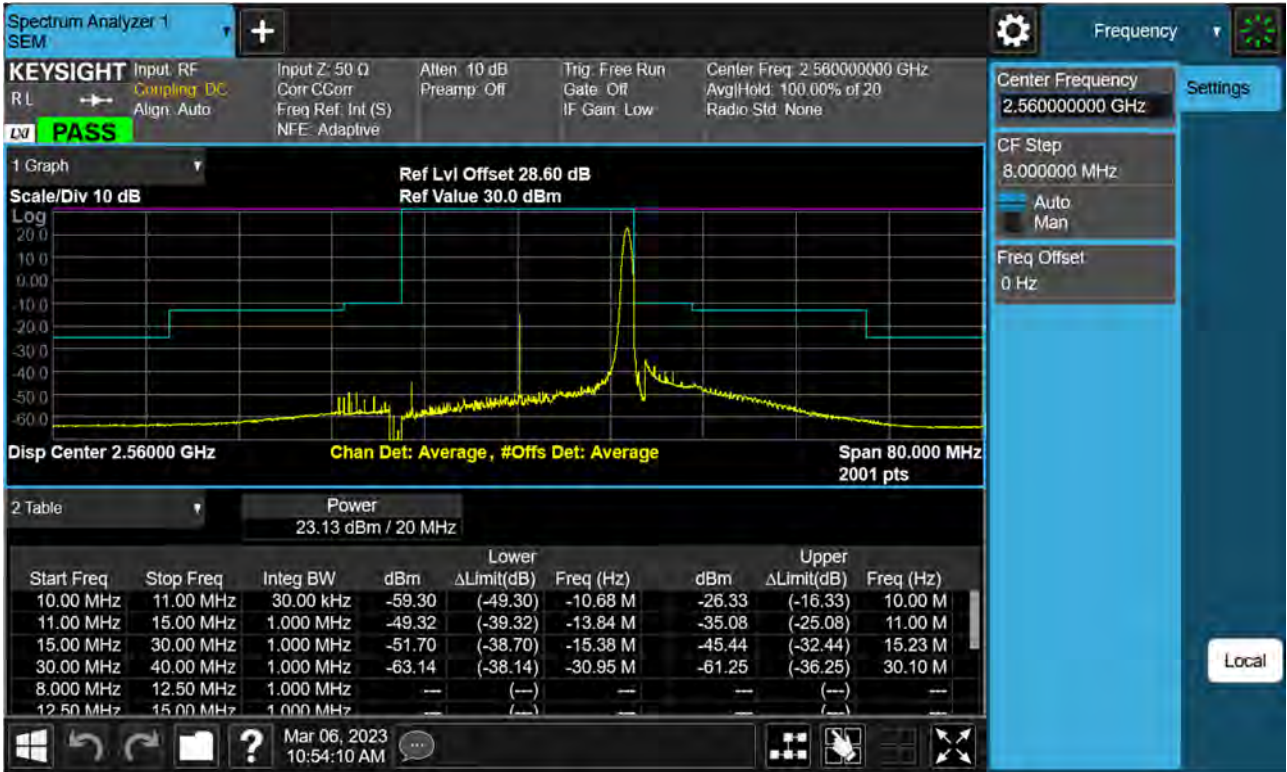 Spectrum Analyzer 1
SEM
+
Frequency
KEYSIGHT
R L
LXI
PASS
Input: RF
Coupling: DC
Align: Auto
Input Z: 50 Ω
Corr CCorr
Freq Ref: Int (S)
NFE: Adaptive
Atten: 10 dB
Preamp: Off
Trig: Free Run
Gate: Off
IF Gain: Low
Center Freq: 2.560000000 GHz
Avg|Hold: 100.00% of 20
Radio Std: None
Center Frequency
2.560000000 GHz
Settings
CF Step
8.000000 MHz
Auto
Man
Freq Offset
0 Hz
1 Graph
Ref Lvl Offset 28.60 dB
Scale/Div 10 dB
Ref Value 30.0 dBm
Log
20.0
10.0
0.00
-10.0
-20.0
-30.0
-40.0
-50.0
-60.0
Disp Center 2.56000 GHz
Chan Det: Average, #Offs Det: Average
Span 80.000 MHz
2001 pts
2 Table
Power
23.13 dBm / 20 MHz
Lower Upper
Start Freq Stop Freq Integ BW dBm ΔLimit(dB) Freq (Hz) dBm ΔLimit(dB) Freq (Hz)
10.00 MHz 11.00 MHz 30.00 kHz -59.30 (-49.30) -10.68 M -26.33 (-16.33) 10.00 M
11.00 MHz 15.00 MHz 1.000 MHz -49.32 (-39.32) -13.84 M -35.08 (-25.08) 11.00 M
15.00 MHz 30.00 MHz 1.000 MHz -51.70 (-38.70) -15.38 M -45.44 (-32.44) 15.23 M
30.00 MHz 40.00 MHz 1.000 MHz -63.14 (-38.14) -30.95 M -61.25 (-36.25) 30.10 M
8.000 MHz 12.50 MHz 1.000 MHz --- (---) --- --- (---) ---
12.50 MHz 15.00 MHz 1.000 MHz --- (---) --- --- (---) ---
Local
?
Mar 06, 2023
10:54:10 AM